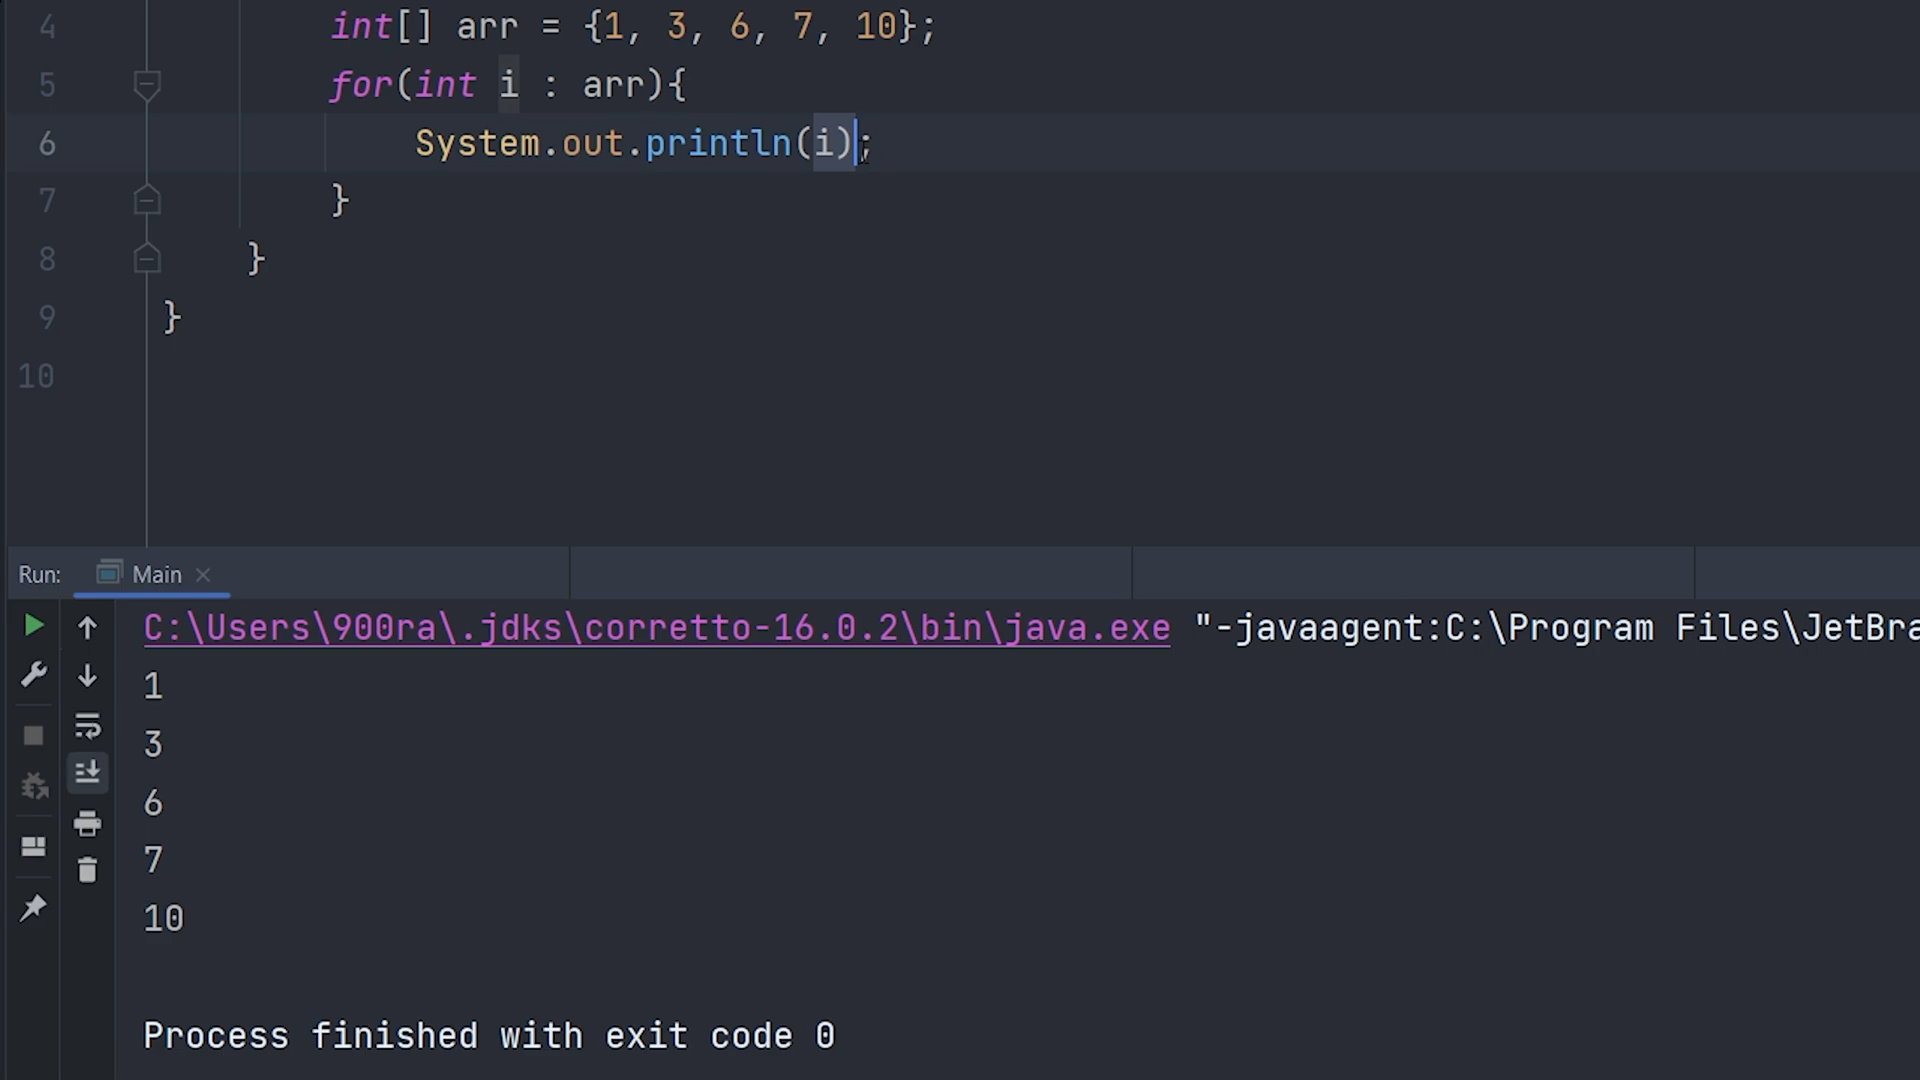 4 int[] arr = {1, 3, 6, 7, 10};
5 for(int i : arr){
6 System.out.println(i);
7 }
8 }
9 }
10
Run: Main
C:\Users\900ra\.jdks\corretto-16.0.2\bin\java.exe "-javaagent:C:\Program Files\JetBra
1
3
6
7
10
Process finished with exit code 0